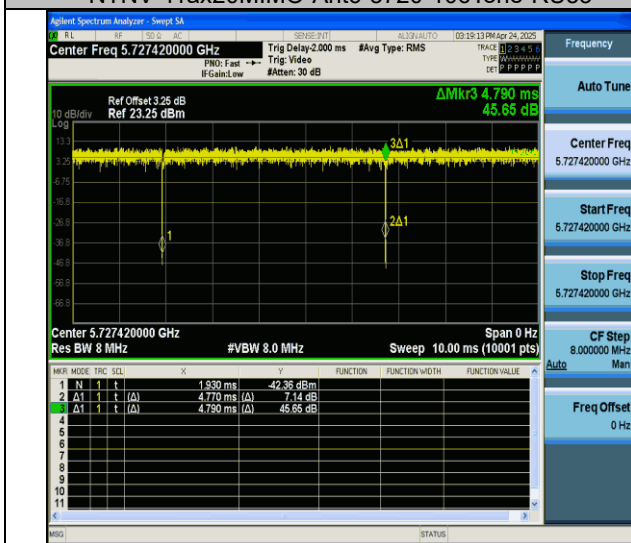 Agilent Spectrum Analyzer - Swept SA
RL RF 50 Ω AC SENSE:INT ALIGN AUTO 03:19:13 PM Apr 24, 2025
Center Freq 5.727420000 GHz
Trig Delay-2.000 ms #Avg Type: RMS
TRACE 1 2 3 4 5 6
PNO: Fast Trig: Video
TYPE
IFGain:Low #Atten: 30 dB
DET P P P P P
ΔMkr3 4.790 ms
45.65 dB
Ref Offset 3.25 dB
10 dB/div Ref 23.25 dBm
Log
13.3
3.25
-6.75
-16.8
-26.8
-36.8
-46.8
-56.8
-66.8
3Δ1
2Δ1
1
Center 5.727420000 GHz Span 0 Hz
Res BW 8 MHz #VBW 8.0 MHz Sweep 10.00 ms (10001 pts)
MKR MODE TRC SCL X Y FUNCTION FUNCTION WIDTH FUNCTION VALUE
1 N 1 t 1.930 ms -42.36 dBm
2 Δ1 1 t (Δ) 4.770 ms (Δ) 7.14 dB
3 Δ1 1 t (Δ) 4.790 ms (Δ) 45.65 dB
4
5
6
7
8
9
10
11
MSG STATUS
Frequency
Auto Tune
Center Freq
5.727420000 GHz
Start Freq
5.727420000 GHz
Stop Freq
5.727420000 GHz
CF Step
8.000000 MHz
Auto Man
Freq Offset
0 Hz